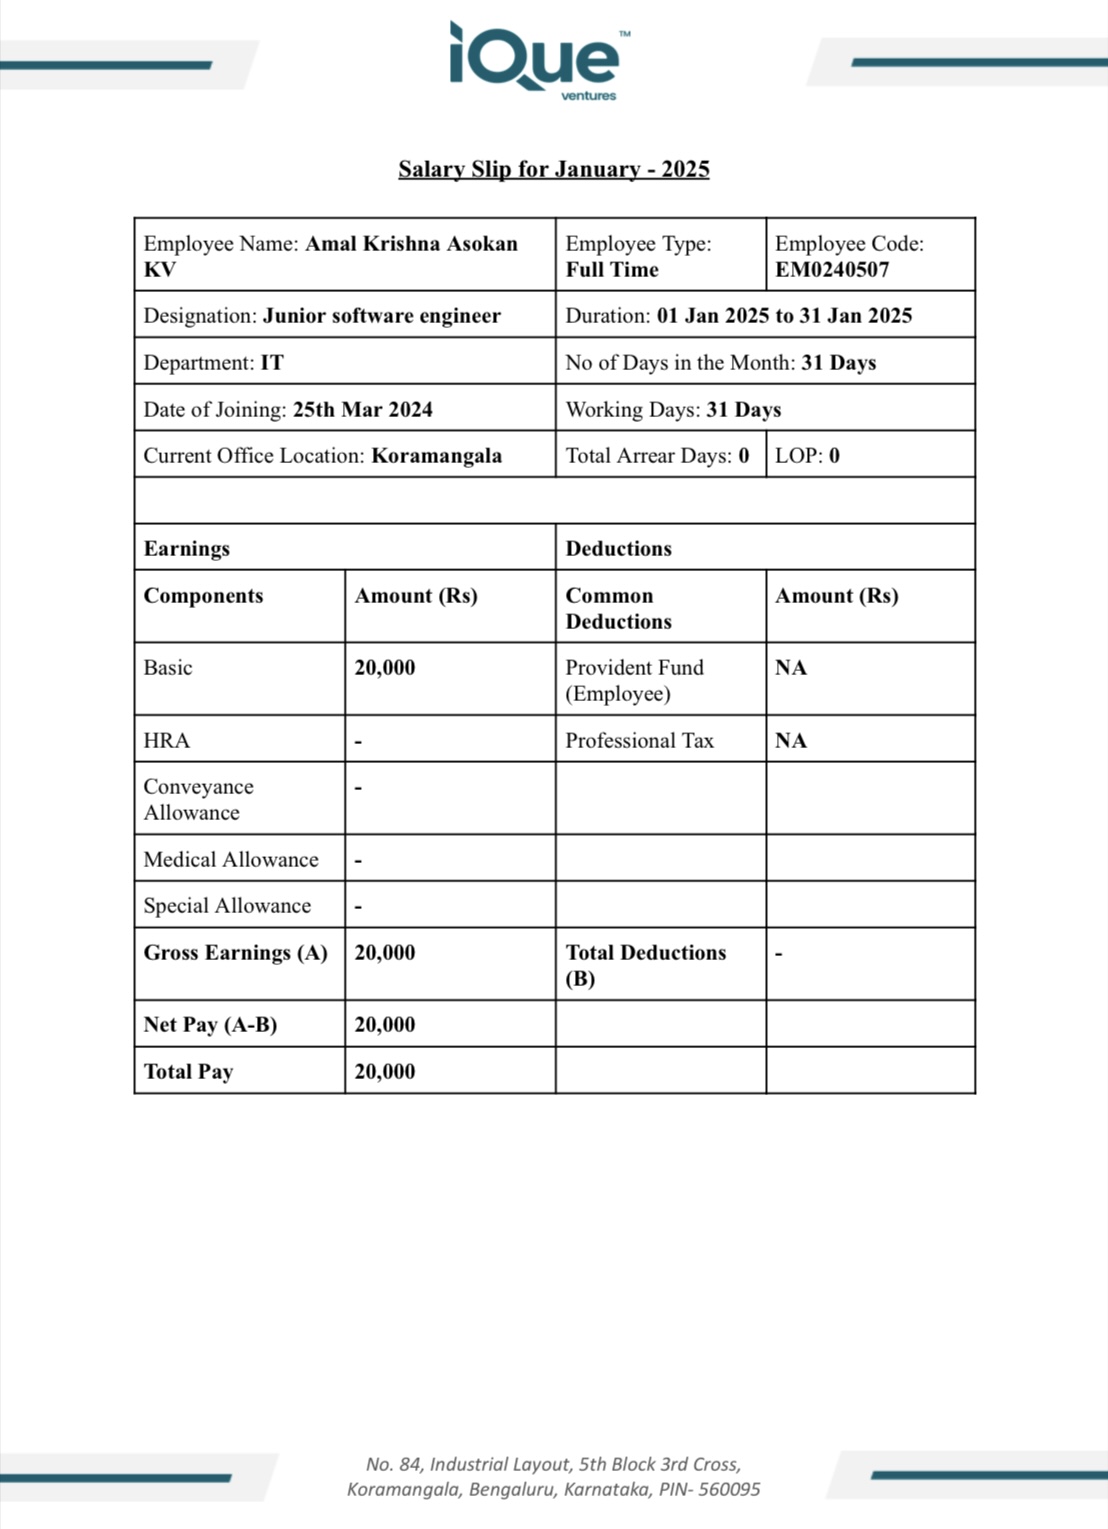 iQue™
ventures
Salary Slip for January - 2025
Employee Name: Amal Krishna Asokan
KV
Employee Type:
Full Time
Employee Code:
EM0240507
Designation: Junior software engineer
Duration: 01 Jan 2025 to 31 Jan 2025
Department: IT
No of Days in the Month: 31 Days
Date of Joining: 25th Mar 2024
Working Days: 31 Days
Current Office Location: Koramangala
Total Arrear Days: 0
LOP: 0
Earnings
Deductions
Components
Amount (Rs)
Common
Deductions
Amount (Rs)
Basic
20,000
Provident Fund
(Employee)
NA
HRA
-
Professional Tax
NA
Conveyance
Allowance
-
Medical Allowance
-
Special Allowance
-
Gross Earnings (A)
20,000
Total Deductions
(B)
-
Net Pay (A-B)
20,000
Total Pay
20,000
No. 84, Industrial Layout, 5th Block 3rd Cross,
Koramangala, Bengaluru, Karnataka, PIN- 560095